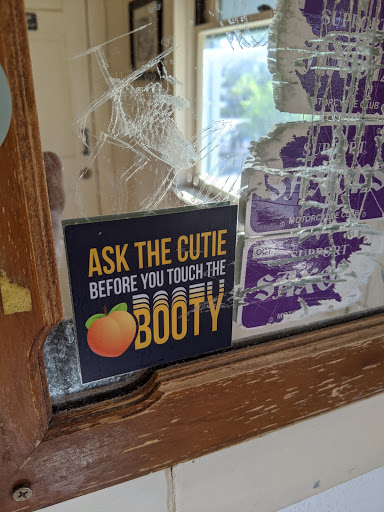 SUPPORT
MOTORCYCLE CLUB
SUPPORT
MOTORCYCLE CLUB
SUPPORT
ASK THE CUTIE
BEFORE YOU TOUCH THE
BOOTY